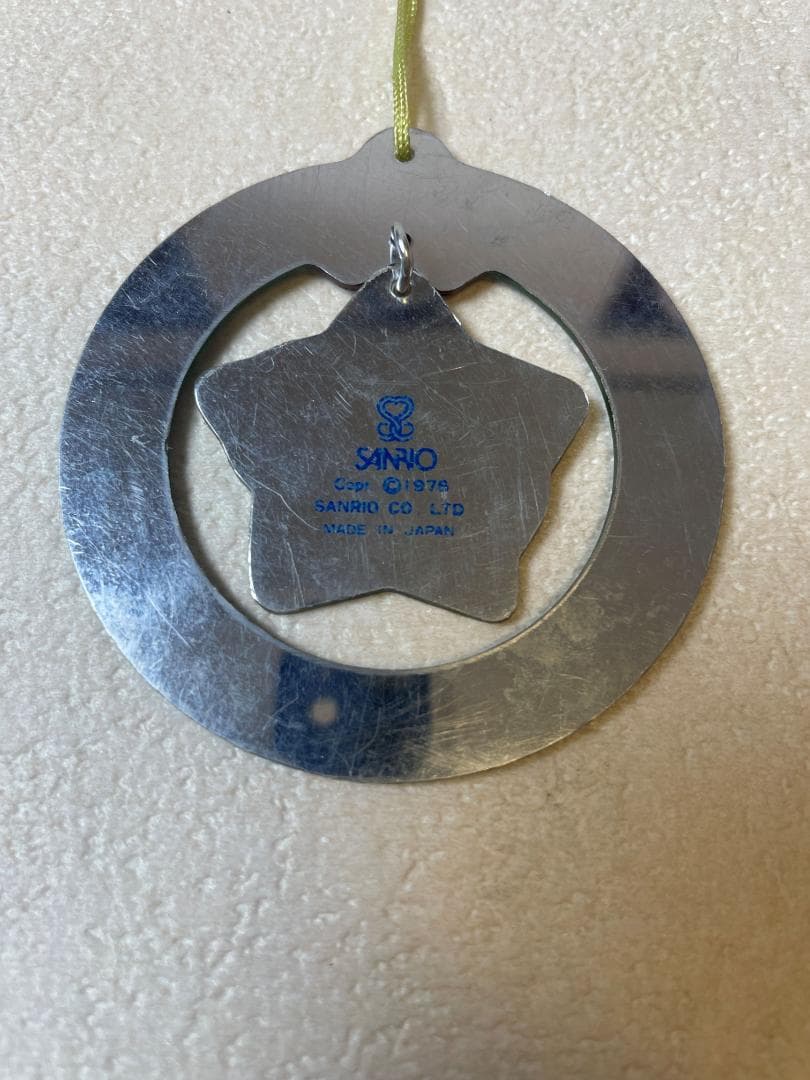 SANRIO
Copr. ©1976
SANRIO CO. LTD
MADE IN JAPAN